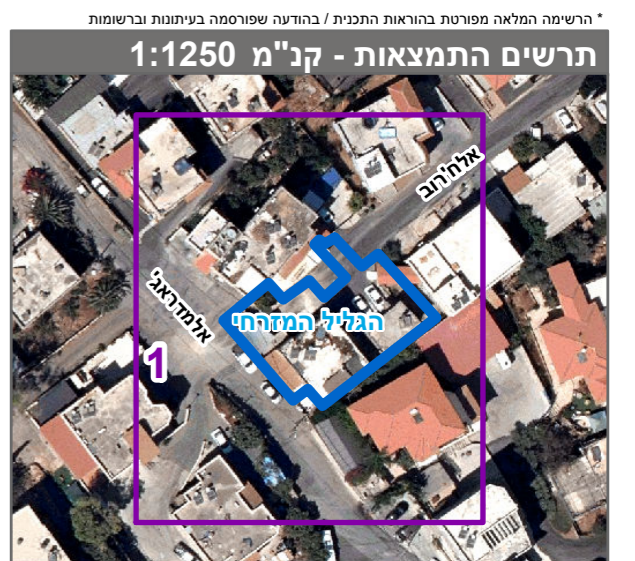 * הרשימה המלאה מפורטת בהוראות התכנית / בהודעה שפורסמה בעיתונות וברשומות
תרשים התמצאות - קנ"מ 1:1250
אלח'רוב
אלמדראג'
הגליל המזרחי
1